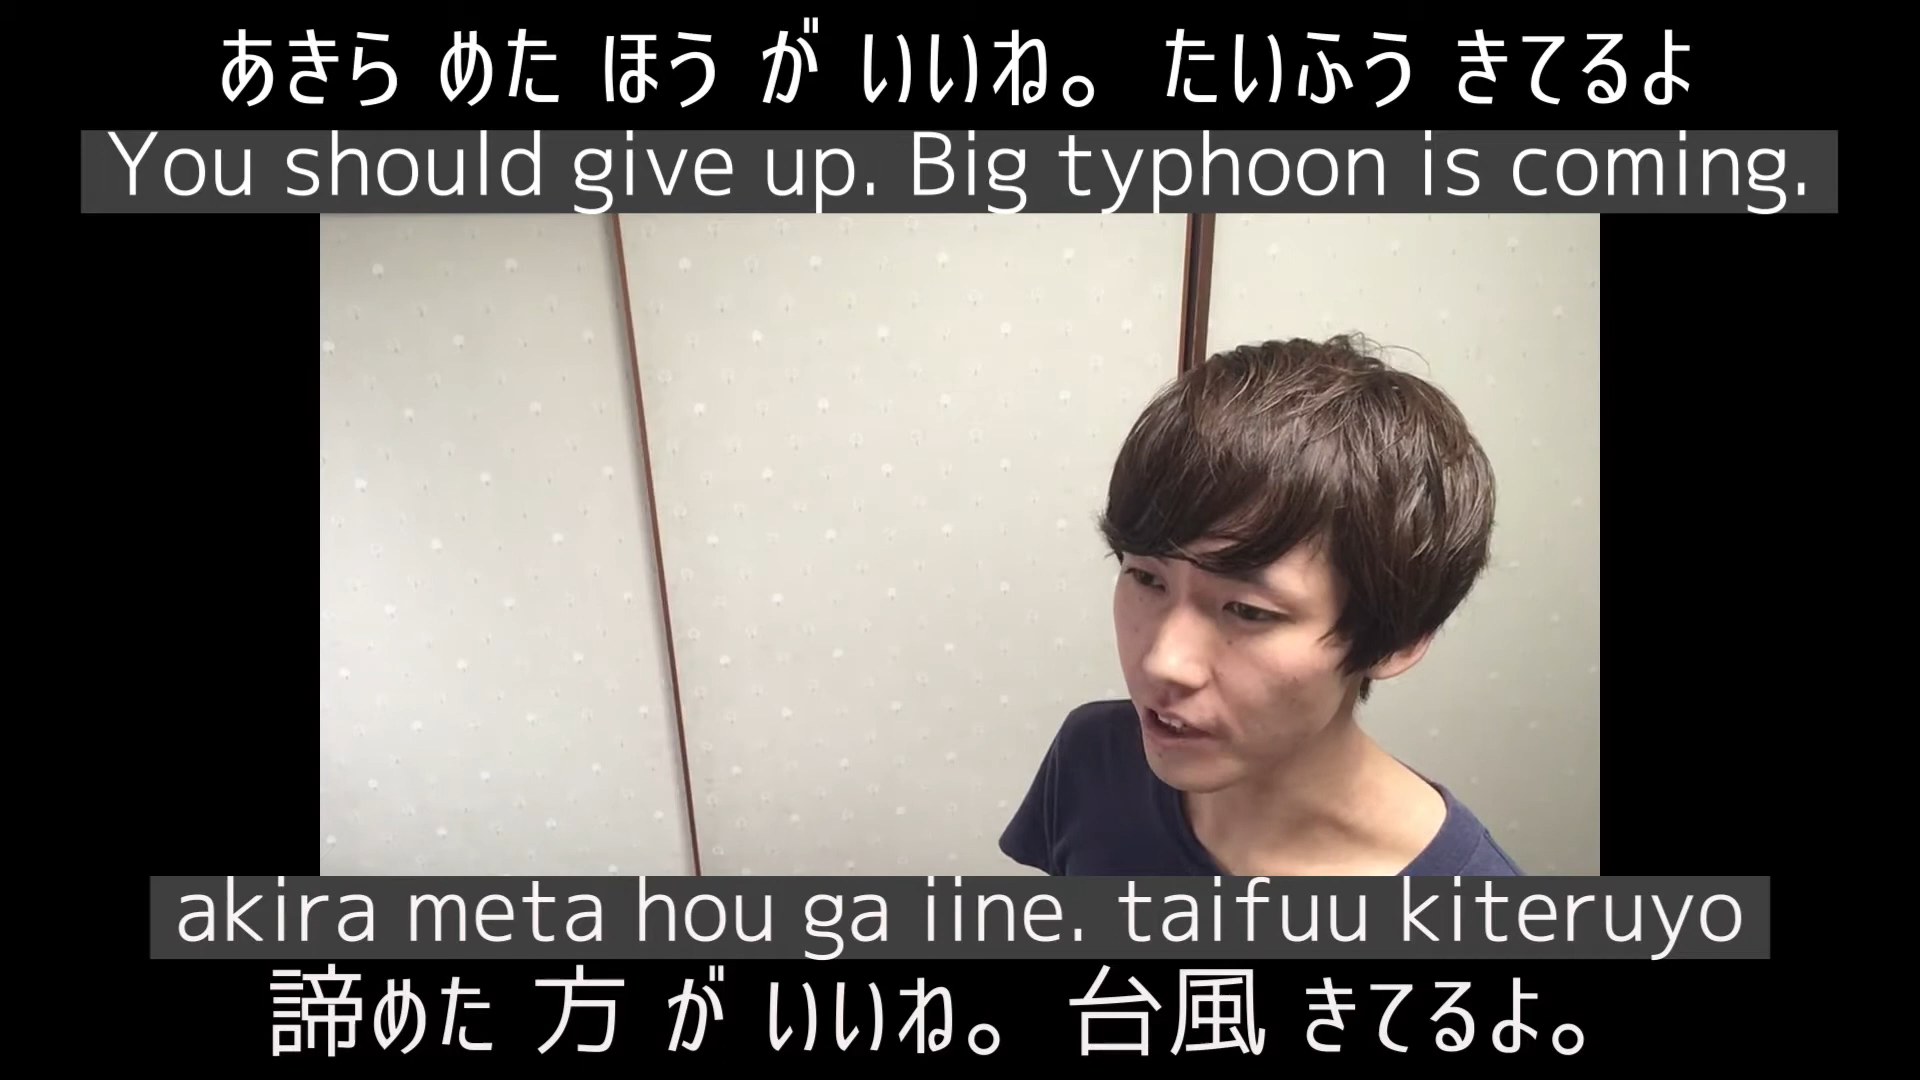 あきら めた ほう が いいね。 たいふう きてるよ
You should give up. Big typhoon is coming.
akira meta hou ga iine. taifuu kiteruyo
諦めた 方 が いいね。 台風 きてるよ。